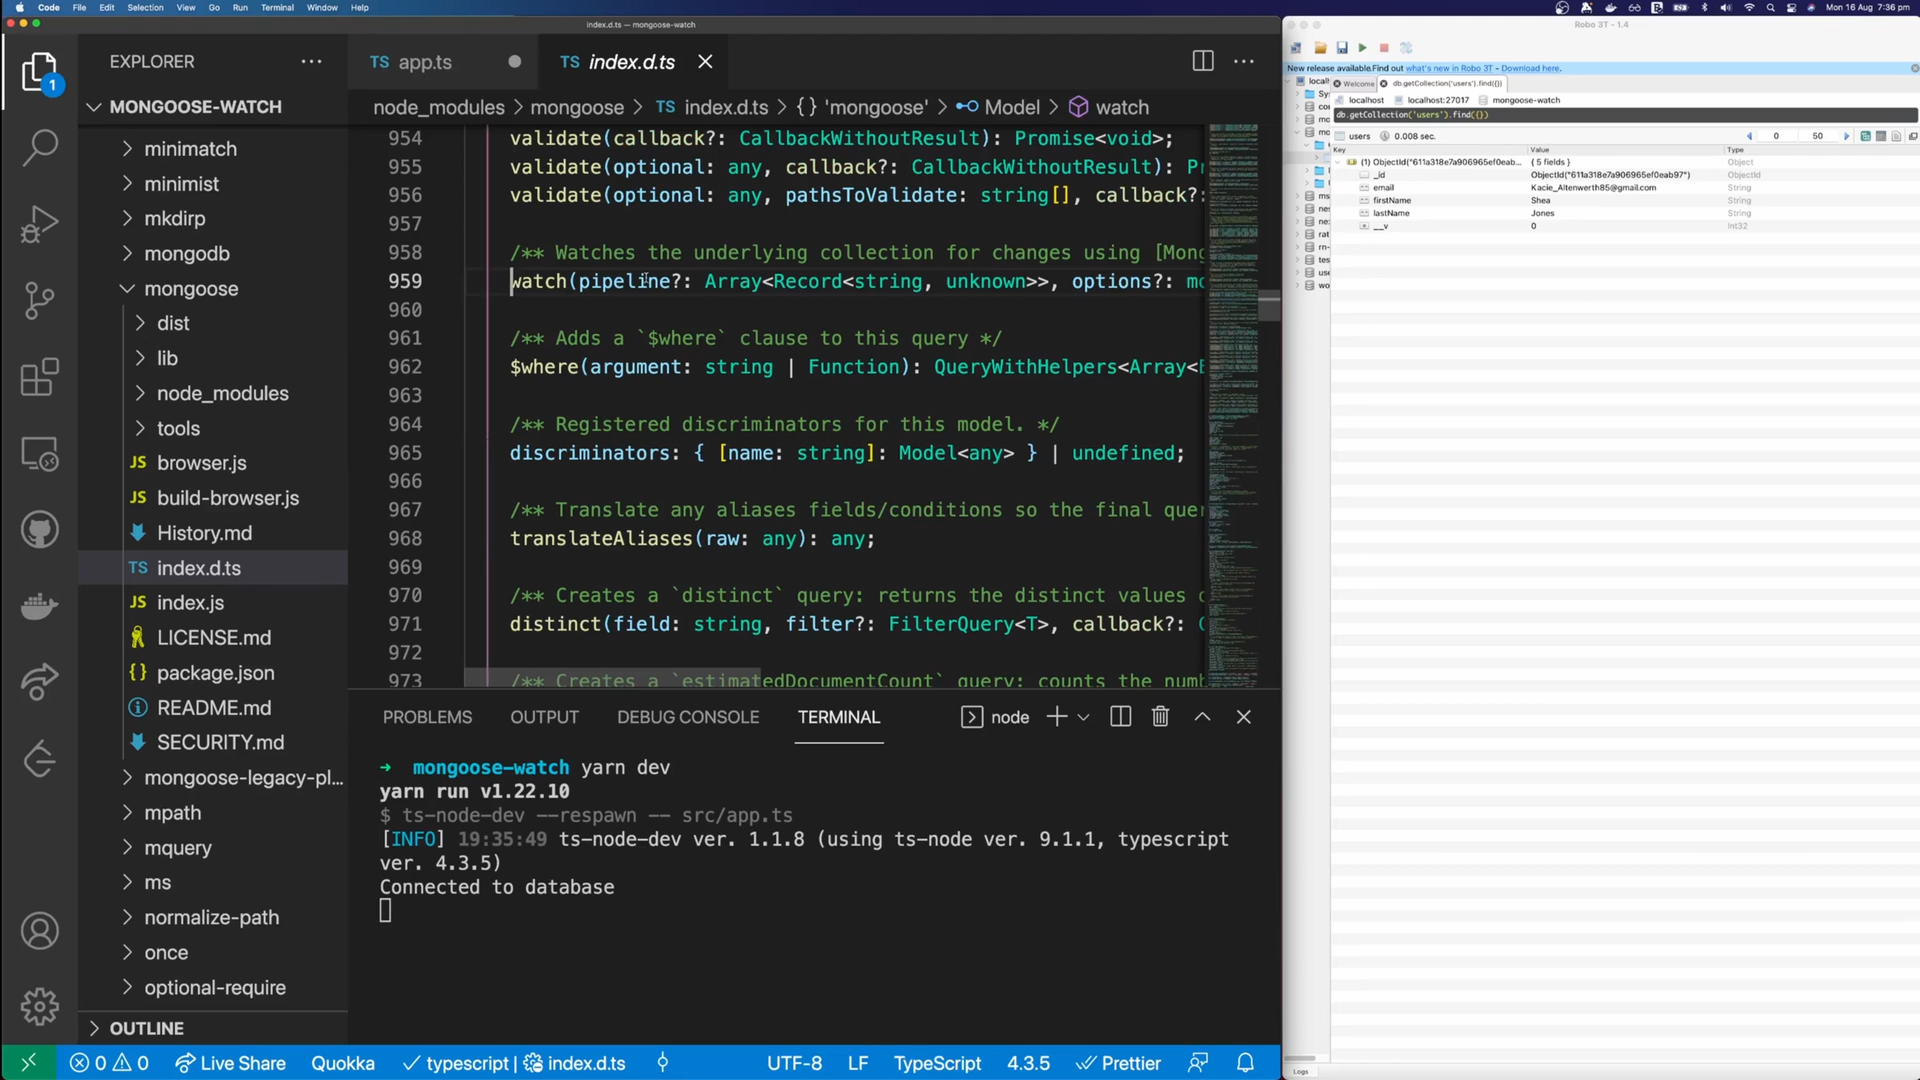 Code File Edit Selection View Go Run Terminal Window Help
Mon 16 Aug 7:36 pm
index.d.ts — mongoose-watch
EXPLORER
1
MONGOOSE-WATCH
minimatch
minimist
mkdirp
mongodb
mongoose
dist
lib
node_modules
tools
JS browser.js
JS build-browser.js
History.md
TS index.d.ts
JS index.js
LICENSE.md
{} package.json
README.md
SECURITY.md
mongoose-legacy-pl...
mpath
mquery
ms
normalize-path
once
optional-require
OUTLINE
TS app.ts
TS index.d.ts
node_modules > mongoose > TS index.d.ts > {} 'mongoose' > Model > watch
954 validate(callback?: CallbackWithoutResult): Promise<void>;
955 validate(optional: any, callback?: CallbackWithoutResult): Pr
956 validate(optional: any, pathsToValidate: string[], callback?:
957
958 /** Watches the underlying collection for changes using [Mong
959 watch(pipeline?: Array<Record<string, unknown>>, options?: mo
960
961 /** Adds a `$where` clause to this query */
962 $where(argument: string | Function): QueryWithHelpers<Array<E
963
964 /** Registered discriminators for this model. */
965 discriminators: { [name: string]: Model<any> } | undefined;
966
967 /** Translate any aliases fields/conditions so the final quer
968 translateAliases(raw: any): any;
969
970 /** Creates a `distinct` query: returns the distinct values o
971 distinct(field: string, filter?: FilterQuery<T>, callback?: (
972
973 /** Creates a `estimatedDocumentCount` query: counts the numb
PROBLEMS OUTPUT DEBUG CONSOLE TERMINAL node
➜ mongoose-watch yarn dev
yarn run v1.22.10
$ ts-node-dev --respawn -- src/app.ts
[INFO] 19:35:49 ts-node-dev ver. 1.1.8 (using ts-node ver. 9.1.1, typescript
ver. 4.3.5)
Connected to database
0 0 Live Share Quokka typescript | index.d.ts UTF-8 LF TypeScript 4.3.5 Prettier
Robo 3T - 1.4
New release available. Find out what's new in Robo 3T - Download here.
Welcome db.getCollection('users').find({})
localhost localhost:27017 mongoose-watch
db.getCollection('users').find({})
users 0.008 sec. 0 50
Key Value Type
(1) ObjectId("611a318e7a906965ef0eab... { 5 fields } Object
_id ObjectId("611a318e7a906965ef0eab97") ObjectId
email Kacie_Altenwerth85@gmail.com String
firstName Shea String
lastName Jones String
__v 0 Int32
Logs